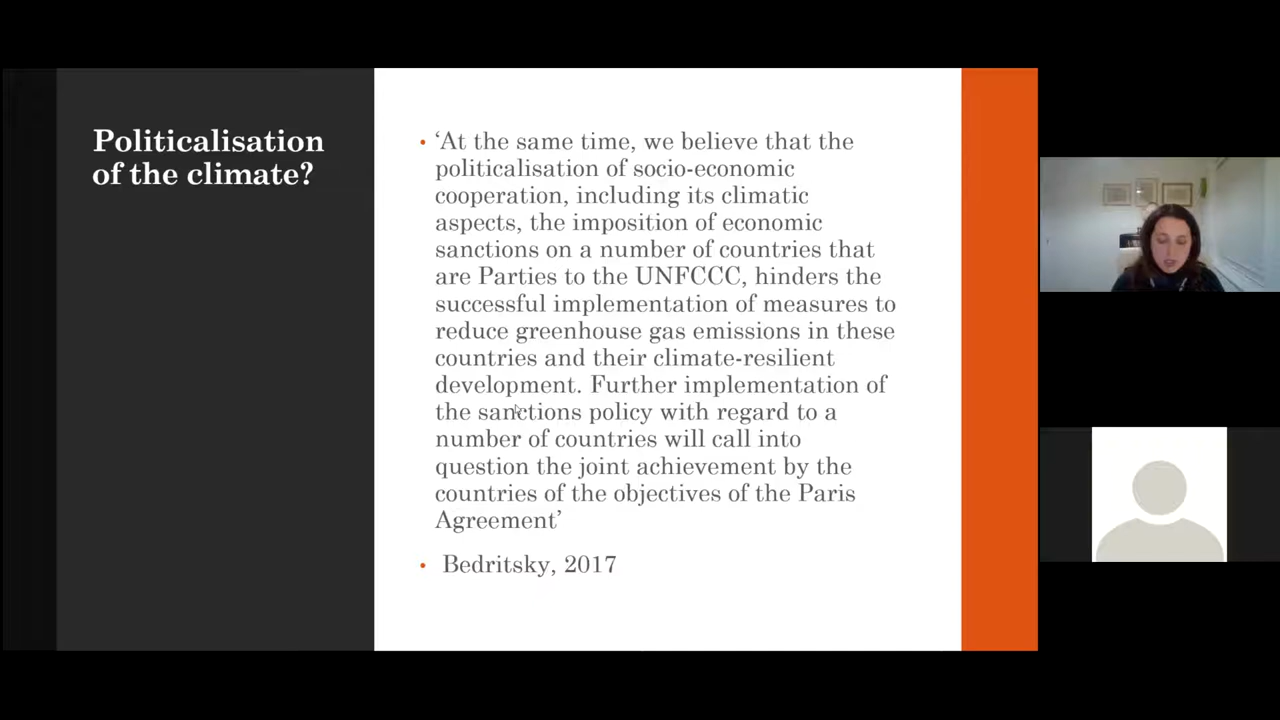 Politicalisation
of the climate?
• ‘At the same time, we believe that the
politicalisation of socio-economic
cooperation, including its climatic
aspects, the imposition of economic
sanctions on a number of countries that
are Parties to the UNFCCC, hinders the
successful implementation of measures to
reduce greenhouse gas emissions in these
countries and their climate-resilient
development. Further implementation of
the sanctions policy with regard to a
number of countries will call into
question the joint achievement by the
countries of the objectives of the Paris
Agreement’
• Bedritsky, 2017